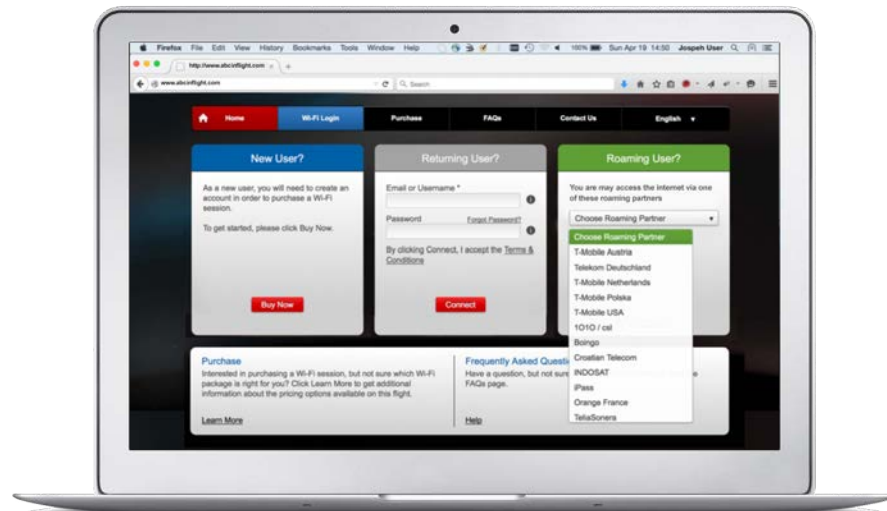 Firefox File Edit View History Bookmarks Tools Window Help 100% Sun Apr 19 14:50 Jospeh User
http://www.abcinflight.com
www.abcinflight.com Search
Home Wi-Fi Login Purchase FAQs Contact Us English
New User?
As a new user, you will need to create an
account in order to purchase a Wi-Fi
session.
To get started, please click Buy Now.
Buy Now
Returning User?
Email or Username *
Password Forgot Password?
By clicking Connect, I accept the Terms &
Conditions
Connect
Roaming User?
You are may access the internet via one
of these roaming partners
Choose Roaming Partner
Choose Roaming Partner
T-Mobile Austria
Telekom Deutschland
T-Mobile Netherlands
T-Mobile Polska
T-Mobile USA
1O1O / csl
Boingo
Croatian Telecom
INDOSAT
iPass
Orange France
TeliaSonera
Purchase
Interested in purchasing a Wi-Fi session, but not sure which Wi-Fi
package is right for you? Click Learn More to get additional
information about the pricing options available on this flight.
Learn More
Frequently Asked
Have a question, but not sure
FAQs page.
Help